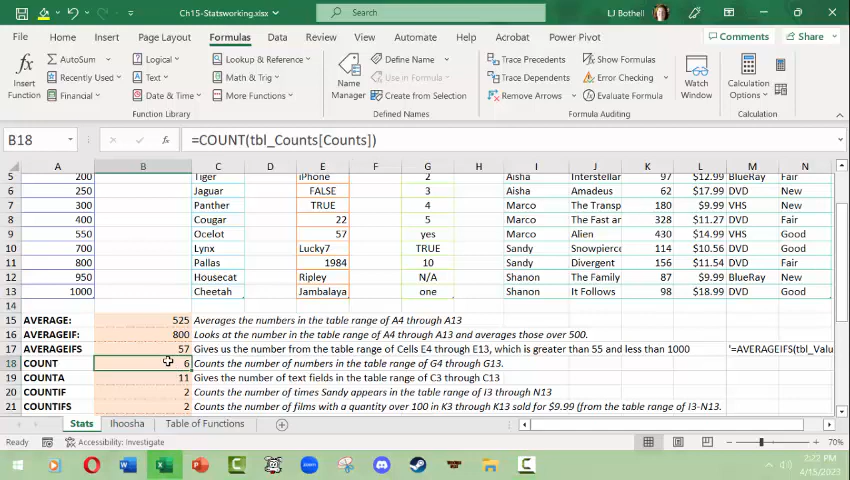 Ch15-Statsworking.xlsx
Search
LJ Bothell
File Home Insert Page Layout Formulas Data Review View Automate Help Acrobat Power Pivot Comments Share
Insert Function
AutoSum
Recently Used
Financial
Logical
Text
Date & Time
Lookup & Reference
Math & Trig
More Functions
Function Library
Name Manager
Define Name
Use in Formula
Create from Selection
Defined Names
Trace Precedents
Trace Dependents
Remove Arrows
Show Formulas
Error Checking
Formula Auditing
Watch Window
Calculation Options
Calculation
B18 fx =COUNT(tbl_Counts[Counts])
A B C D E F G H I J K L M N
5 200 Tiger iPhone 2 Aisha Interstellar 97 $12.99 BlueRay Fair
6 250 Jaguar FALSE 3 Aisha Amadeus 62 $17.99 DVD New
7 300 Panther TRUE 4 Marco The Transp 180 $9.99 VHS New
8 400 Cougar 22 5 Marco The Fast an 328 $11.27 DVD Fair
9 550 Ocelot 57 yes Marco Alien 430 $14.99 VHS Good
10 700 Lynx Lucky7 TRUE Sandy Snowpierce 114 $10.56 DVD Good
11 800 Pallas 1984 10 Sandy Divergent 156 $11.54 DVD Fair
12 950 Housecat Ripley N/A Shanon The Family 87 $9.99 BlueRay New
13 1000 Cheetah Jambalaya one Shanon It Follows 98 $18.99 DVD Good
14
15 AVERAGE: 525 Averages the numbers in the table range of A4 through A13
16 AVERAGEIF: 800 Looks at the number in the table range of A4 through A13 and averages those over 500.
17 AVERAGEIFS 57 Gives us the number from the table range of Cells E4 through E13, which is greater than 55 and less than 1000 '=AVERAGEIFS(tbl_Valu
18 COUNT 6 Counts the number of numbers in the table range of G4 through G13.
19 COUNTA 11 Gives the number of text fields in the table range of C3 through C13
20 COUNTIF 2 Counts the number of times Sandy appears in the table range of I3 through N13
21 COUNTIFS 2 Counts the number of films with a quantity over 100 in K3 through K13 sold for $9.99 (from the table range of I3-N13.
Stats Ihoosha Table of Functions
Ready Accessibility: Investigate 70%
2:22 PM
4/15/2023